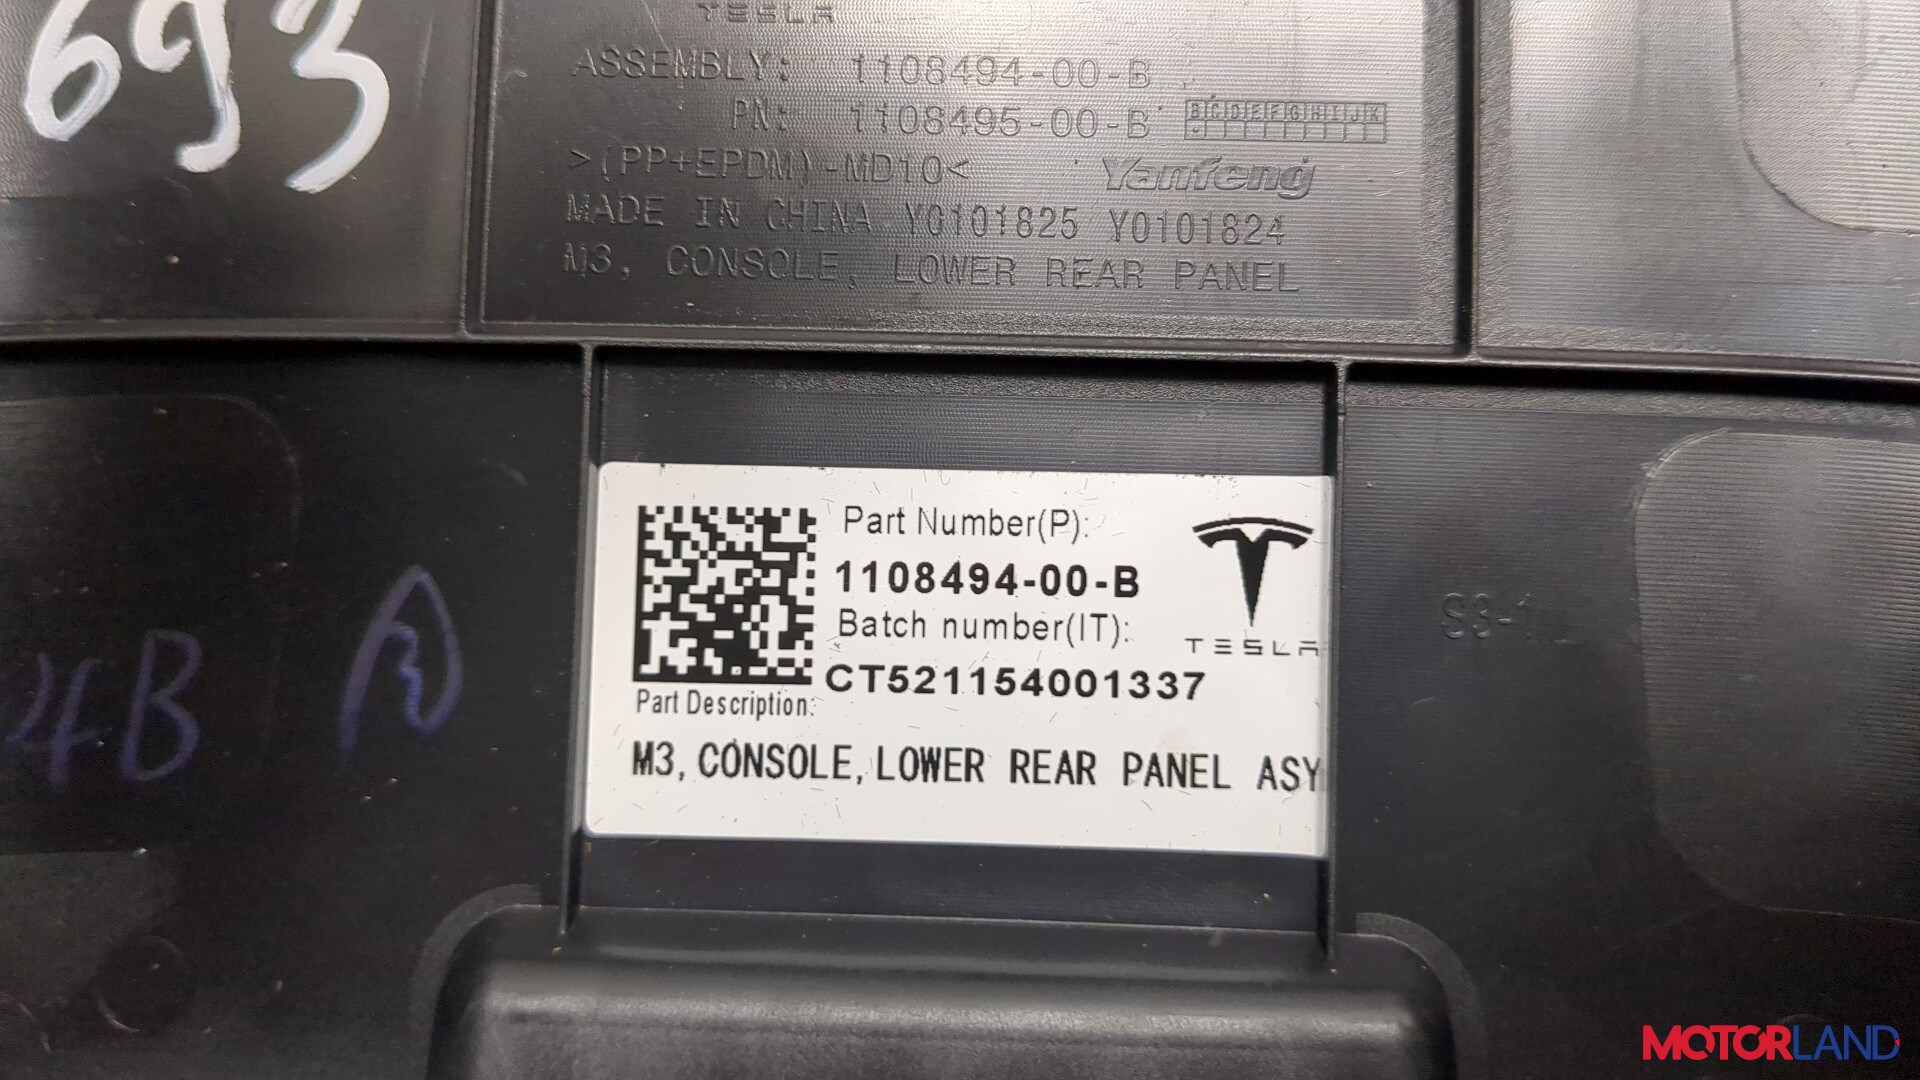 693
TESLA
ASSEMBLY: 1108494-00-B
PN: 1108495-00-B
B C D E F G H I J K
>(PP+EPDM)-MD10<
Yanfeng
MADE IN CHINA Y0101825 Y0101824
M3, CONSOLE, LOWER REAR PANEL
Part Number(P):
1108494-00-B
Batch number(IT):
CT521154001337
TESLA
Part Description:
M3, CONSOLE, LOWER REAR PANEL ASY
S3-1
4B
MOTORLAND